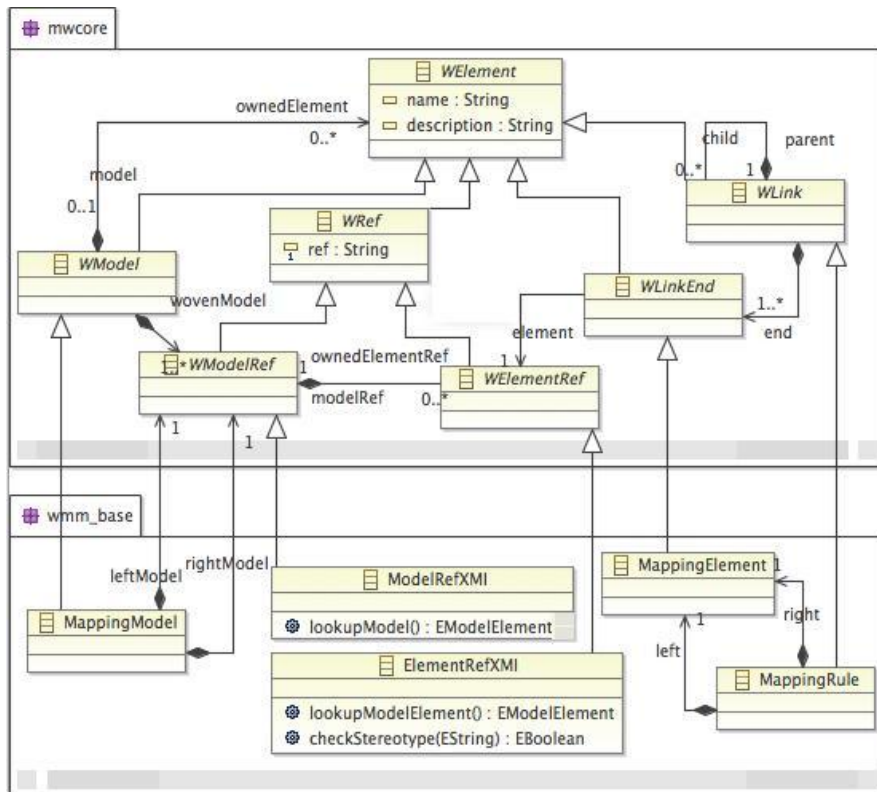 mwcore
WElement
name : String
description : String
ownedElement
0..*
child
parent
0..*
1
WLink
model
0..1
WRef
ref : String
1
WModel
wovenModel
WLinkEnd
1..*
end
element
1
ownedElementRef
1..*
WModelRef
1
modelRef
0..*
WElementRef
1
1
wmm_base
leftModel
rightModel
ModelRefXMI
lookupModel() : EModelElement
MappingElement
1
1
right
left
MappingModel
ElementRefXMI
lookupModelElement() : EModelElement
checkStereotype(EString) : EBoolean
MappingRule